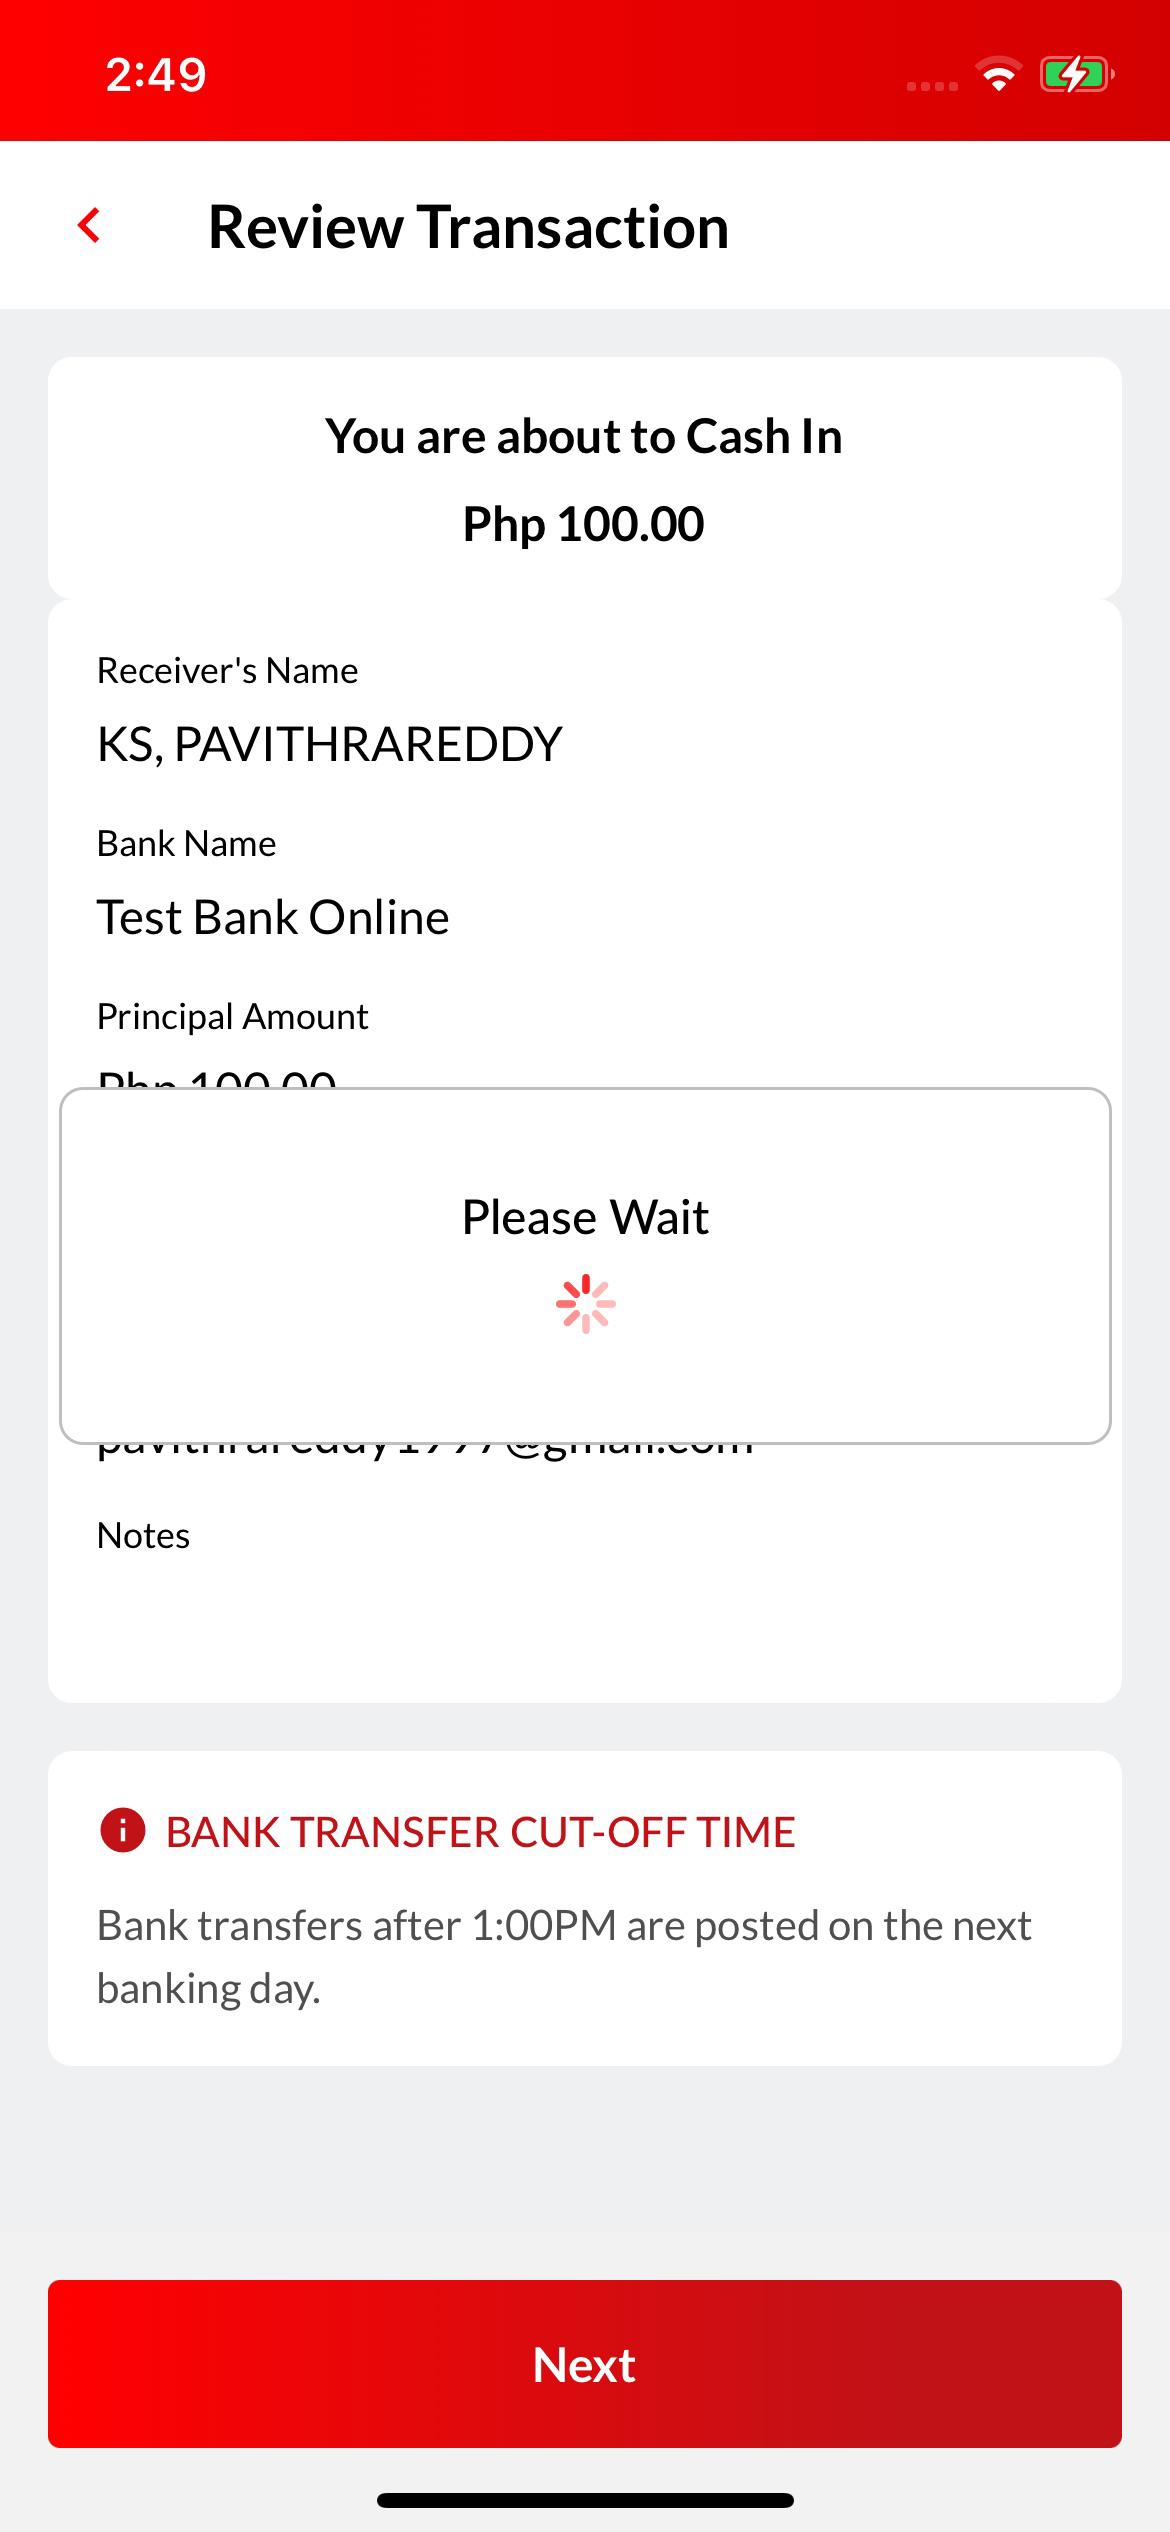 2:49
Review Transaction
You are about to Cash In
Php 100.00
Receiver's Name
KS, PAVITHRAREDDY
Bank Name
Test Bank Online
Principal Amount
Php 100.00
Please Wait
pavithrareddy1997@gmail.com
Notes
BANK TRANSFER CUT-OFF TIME
Bank transfers after 1:00PM are posted on the next
banking day.
Next